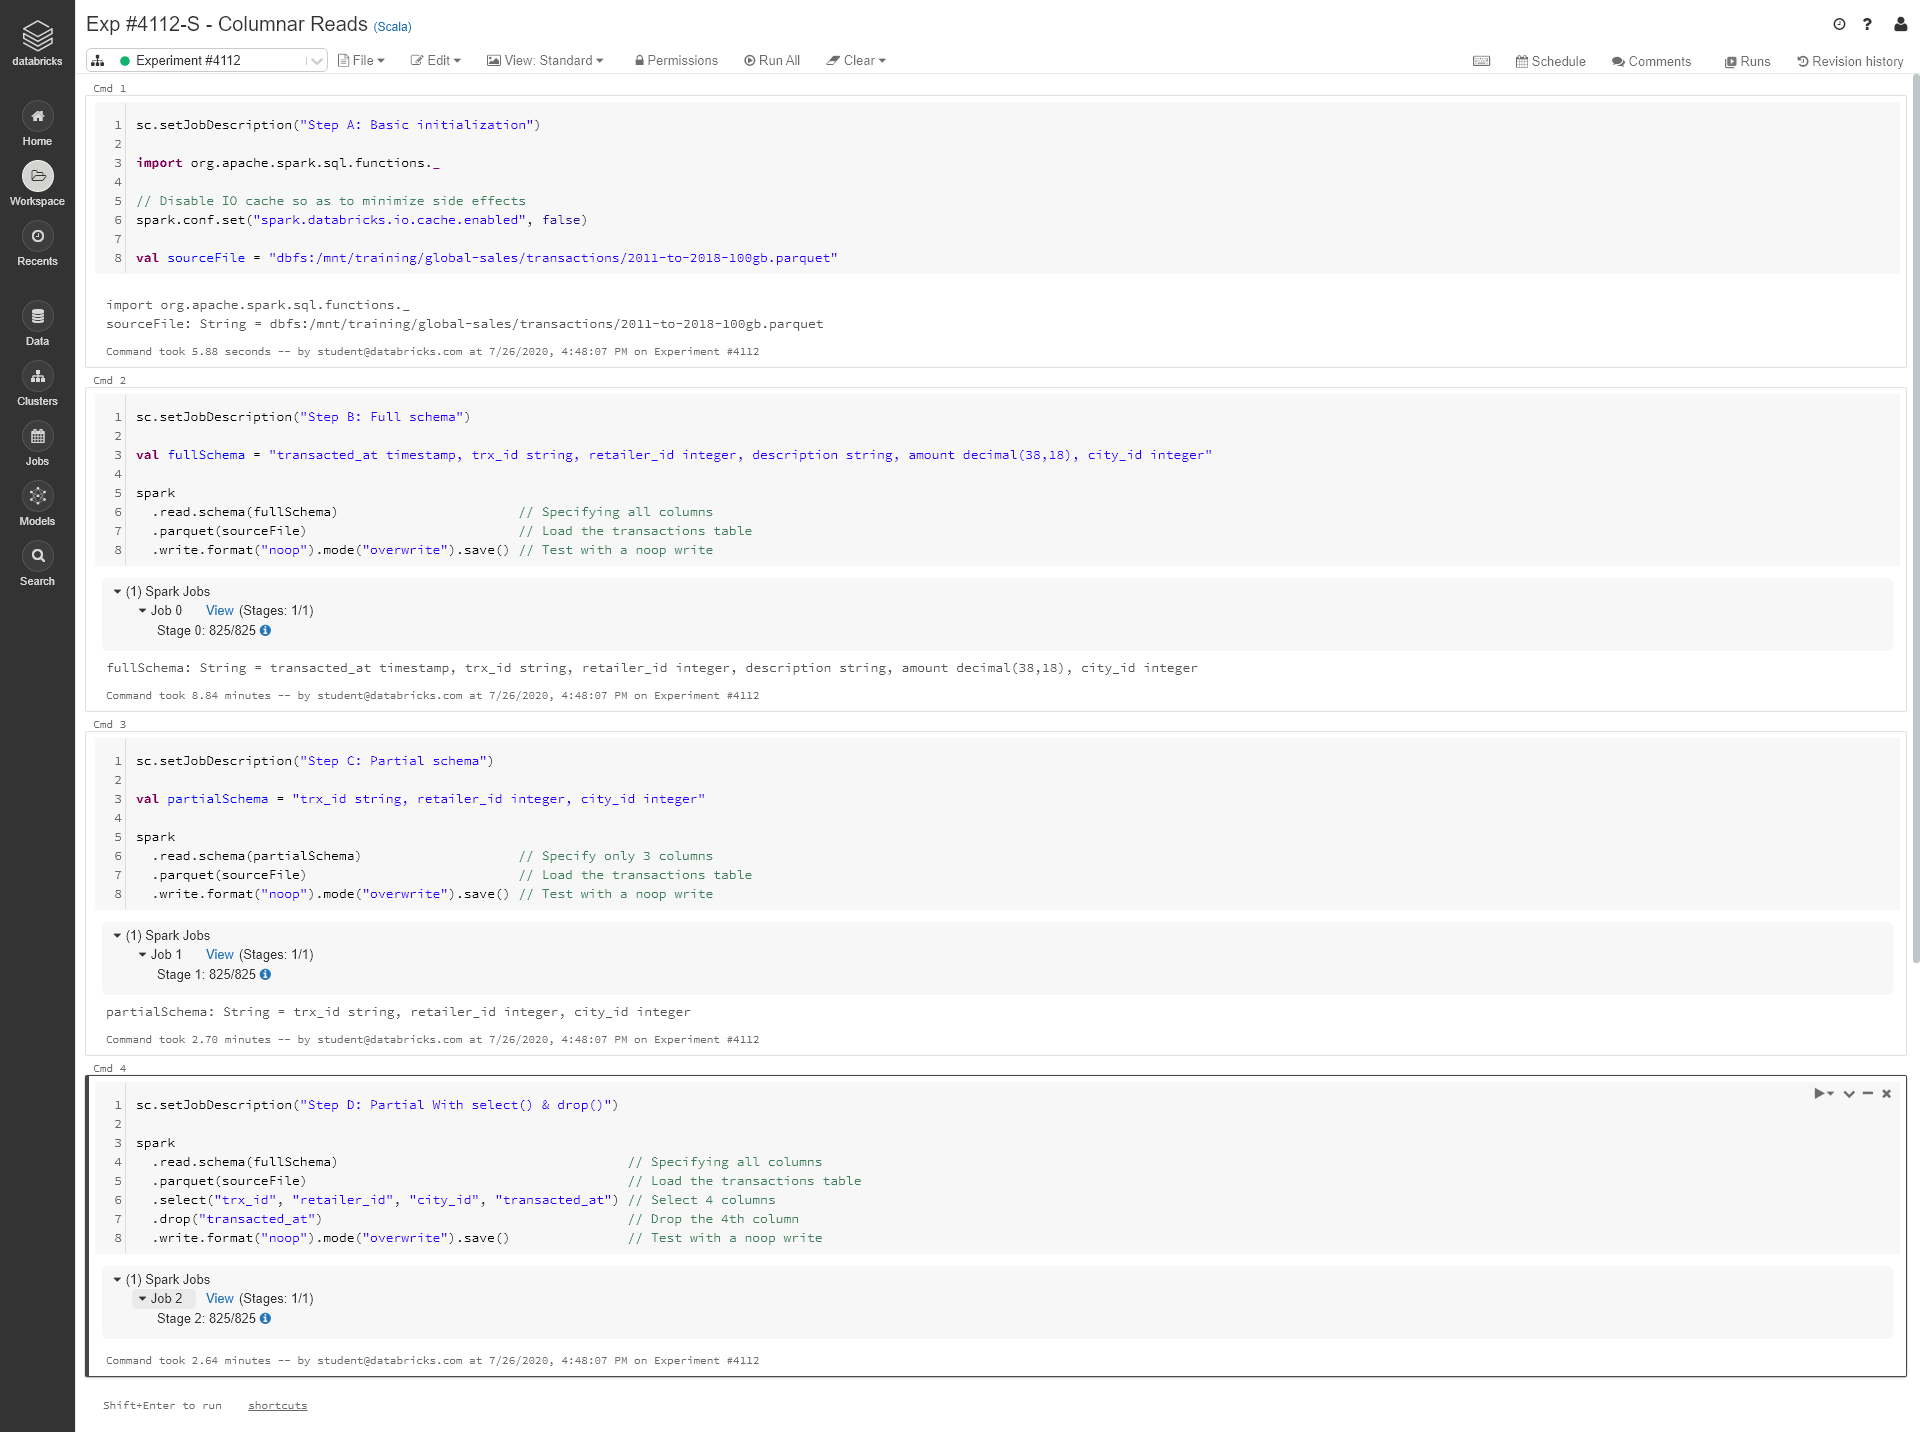 Exp #4112-S - Columnar Reads (Scala)
databricks
Experiment #4112
File
Edit
View: Standard
Permissions
Run All
Clear
Schedule
Comments
Runs
Revision history
Home
Workspace
Recents
Data
Clusters
Jobs
Models
Search
Cmd 1
1 sc.setJobDescription("Step A: Basic initialization")
2
3 import org.apache.spark.sql.functions._
4
5 // Disable IO cache so as to minimize side effects
6 spark.conf.set("spark.databricks.io.cache.enabled", false)
7
8 val sourceFile = "dbfs:/mnt/training/global-sales/transactions/2011-to-2018-100gb.parquet"
import org.apache.spark.sql.functions._
sourceFile: String = dbfs:/mnt/training/global-sales/transactions/2011-to-2018-100gb.parquet
Command took 5.88 seconds -- by student@databricks.com at 7/26/2020, 4:48:07 PM on Experiment #4112
Cmd 2
1 sc.setJobDescription("Step B: Full schema")
2
3 val fullSchema = "transacted_at timestamp, trx_id string, retailer_id integer, description string, amount decimal(38,18), city_id integer"
4
5 spark
6 .read.schema(fullSchema) // Specifying all columns
7 .parquet(sourceFile) // Load the transactions table
8 .write.format("noop").mode("overwrite").save() // Test with a noop write
(1) Spark Jobs
Job 0 View (Stages: 1/1)
Stage 0: 825/825
fullSchema: String = transacted_at timestamp, trx_id string, retailer_id integer, description string, amount decimal(38,18), city_id integer
Command took 8.84 minutes -- by student@databricks.com at 7/26/2020, 4:48:07 PM on Experiment #4112
Cmd 3
1 sc.setJobDescription("Step C: Partial schema")
2
3 val partialSchema = "trx_id string, retailer_id integer, city_id integer"
4
5 spark
6 .read.schema(partialSchema) // Specify only 3 columns
7 .parquet(sourceFile) // Load the transactions table
8 .write.format("noop").mode("overwrite").save() // Test with a noop write
(1) Spark Jobs
Job 1 View (Stages: 1/1)
Stage 1: 825/825
partialSchema: String = trx_id string, retailer_id integer, city_id integer
Command took 2.70 minutes -- by student@databricks.com at 7/26/2020, 4:48:07 PM on Experiment #4112
Cmd 4
1 sc.setJobDescription("Step D: Partial With select() & drop()")
2
3 spark
4 .read.schema(fullSchema) // Specifying all columns
5 .parquet(sourceFile) // Load the transactions table
6 .select("trx_id", "retailer_id", "city_id", "transacted_at") // Select 4 columns
7 .drop("transacted_at") // Drop the 4th column
8 .write.format("noop").mode("overwrite").save() // Test with a noop write
(1) Spark Jobs
Job 2 View (Stages: 1/1)
Stage 2: 825/825
Command took 2.64 minutes -- by student@databricks.com at 7/26/2020, 4:48:07 PM on Experiment #4112
Shift+Enter to run shortcuts